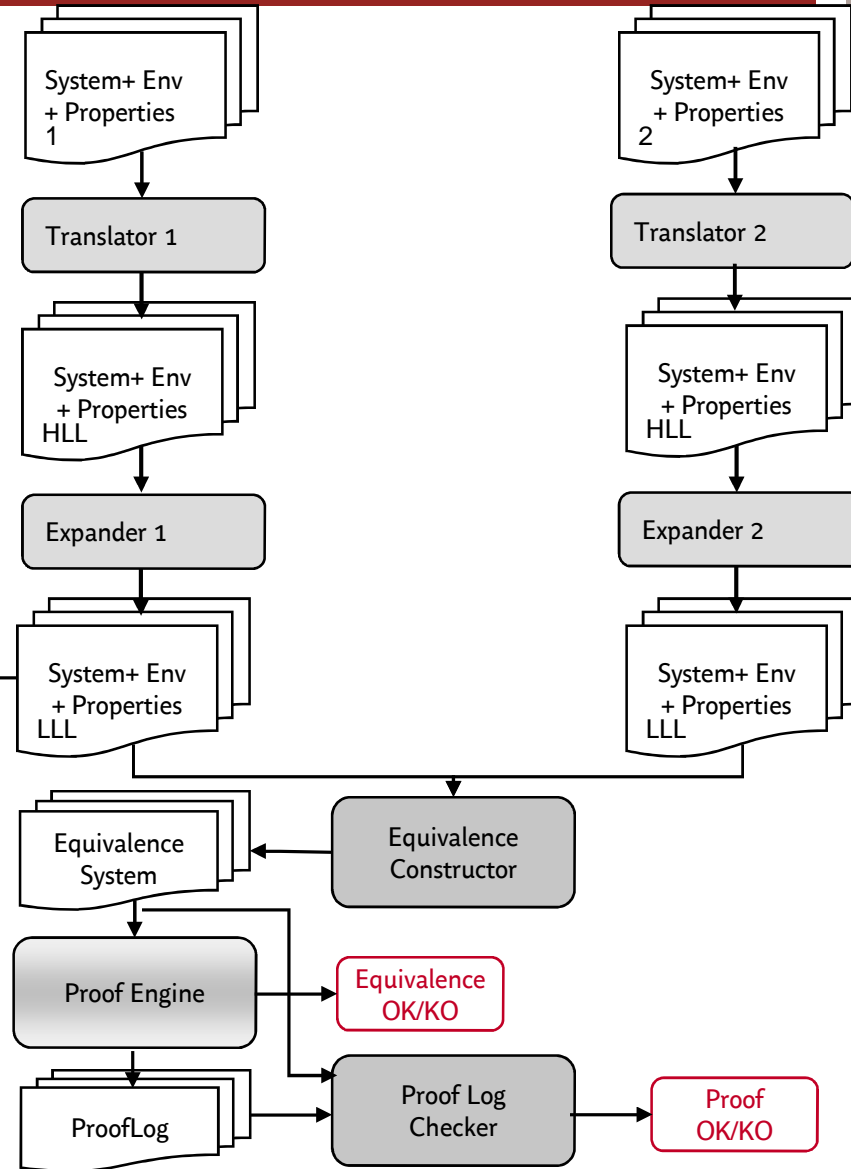 System+ Env
+ Properties
1
System+ Env
+ Properties
2
Translator 1
Translator 2
System+ Env
+ Properties
HLL
System+ Env
+ Properties
HLL
Expander 1
Expander 2
System+ Env
+ Properties
LLL
System+ Env
+ Properties
LLL
Equivalence
System
Equivalence
Constructor
Proof Engine
Equivalence
OK/KO
ProofLog
Proof Log
Checker
Proof
OK/KO